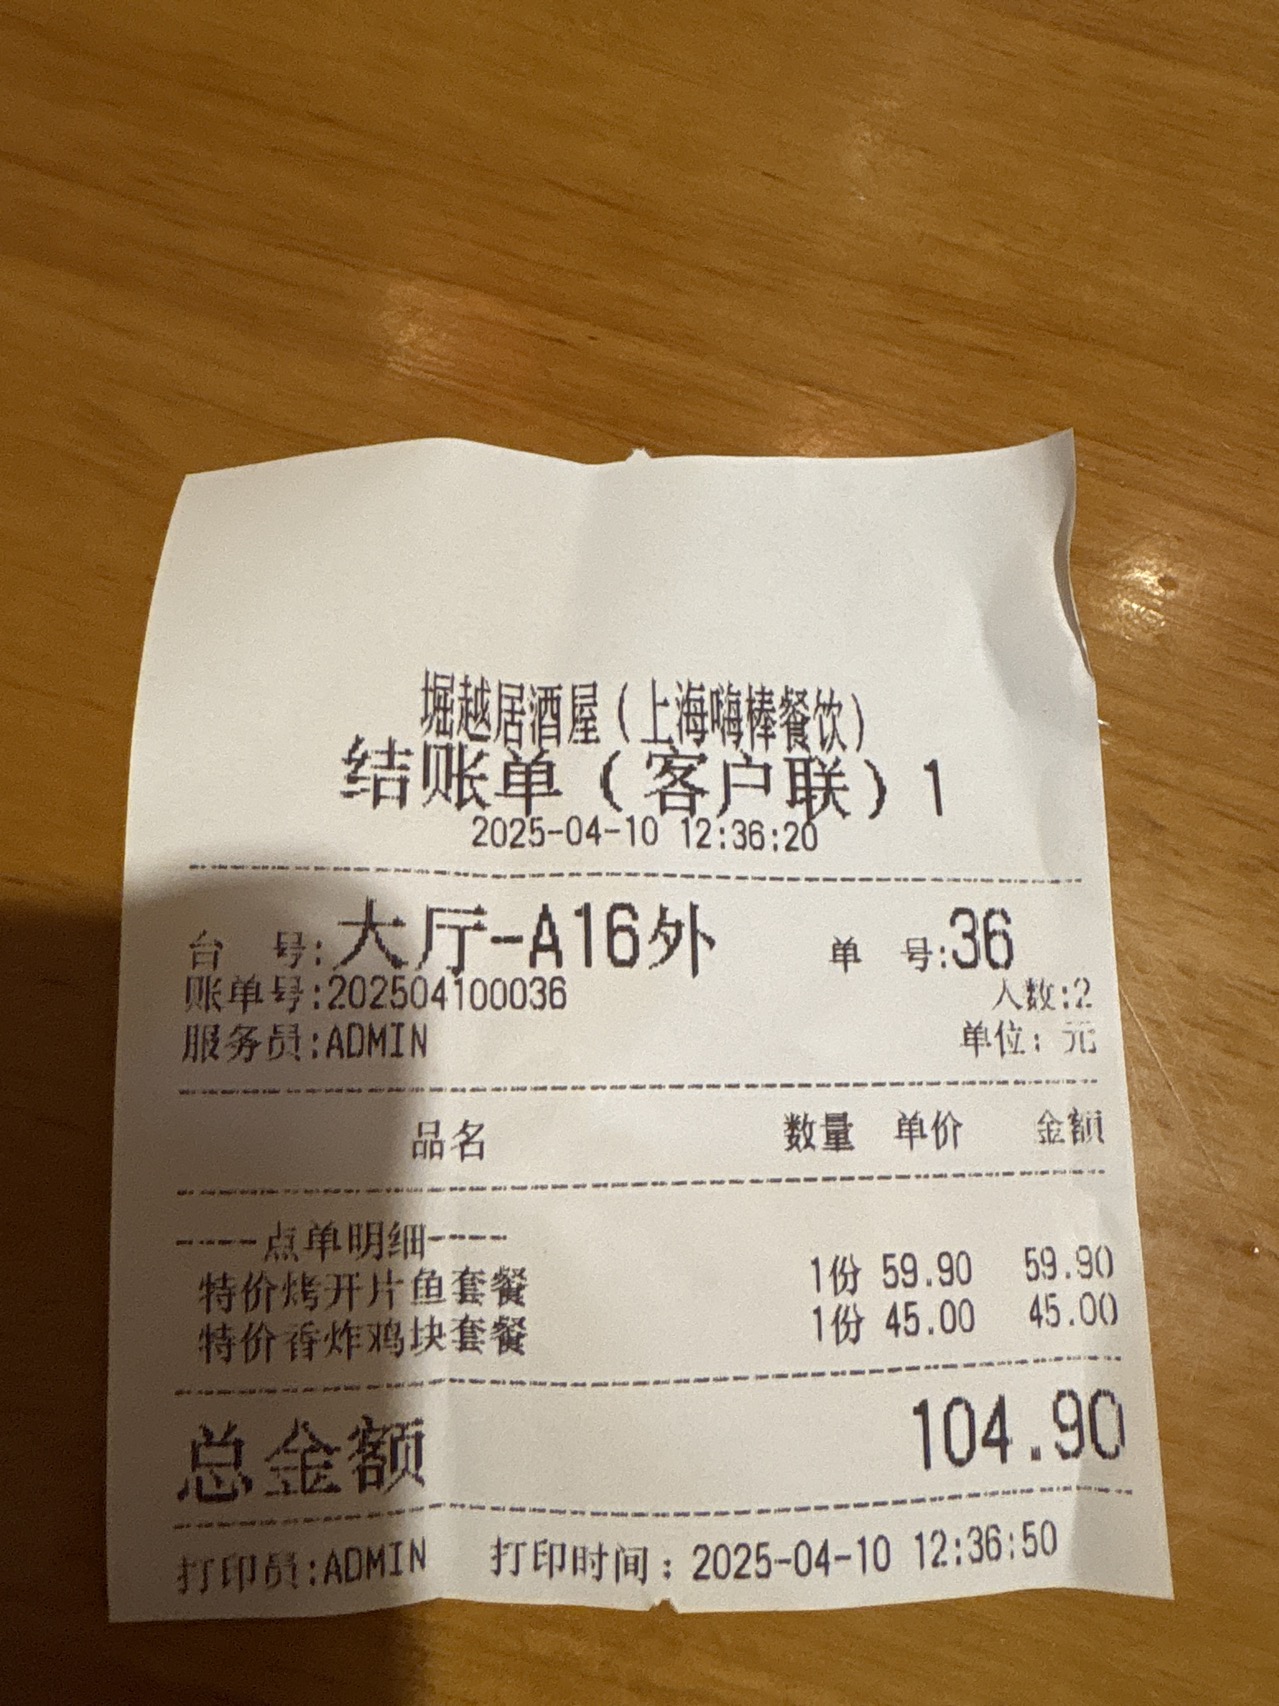 堀越居酒屋(上海嗨棒餐饮)
结账单(客户联)1
2025-04-10 12:36:20
台 号:大厅-A16外 单 号:36
账单号:202504100036 人数:2
服务员:ADMIN 单位：元
品名 数量 单价 金额
----点单明细----
特价烤开片鱼套餐 1份 59.90 59.90
特价香炸鸡块套餐 1份 45.00 45.00
总金额 104.90
打印员:ADMIN 打印时间：2025-04-10 12:36:50